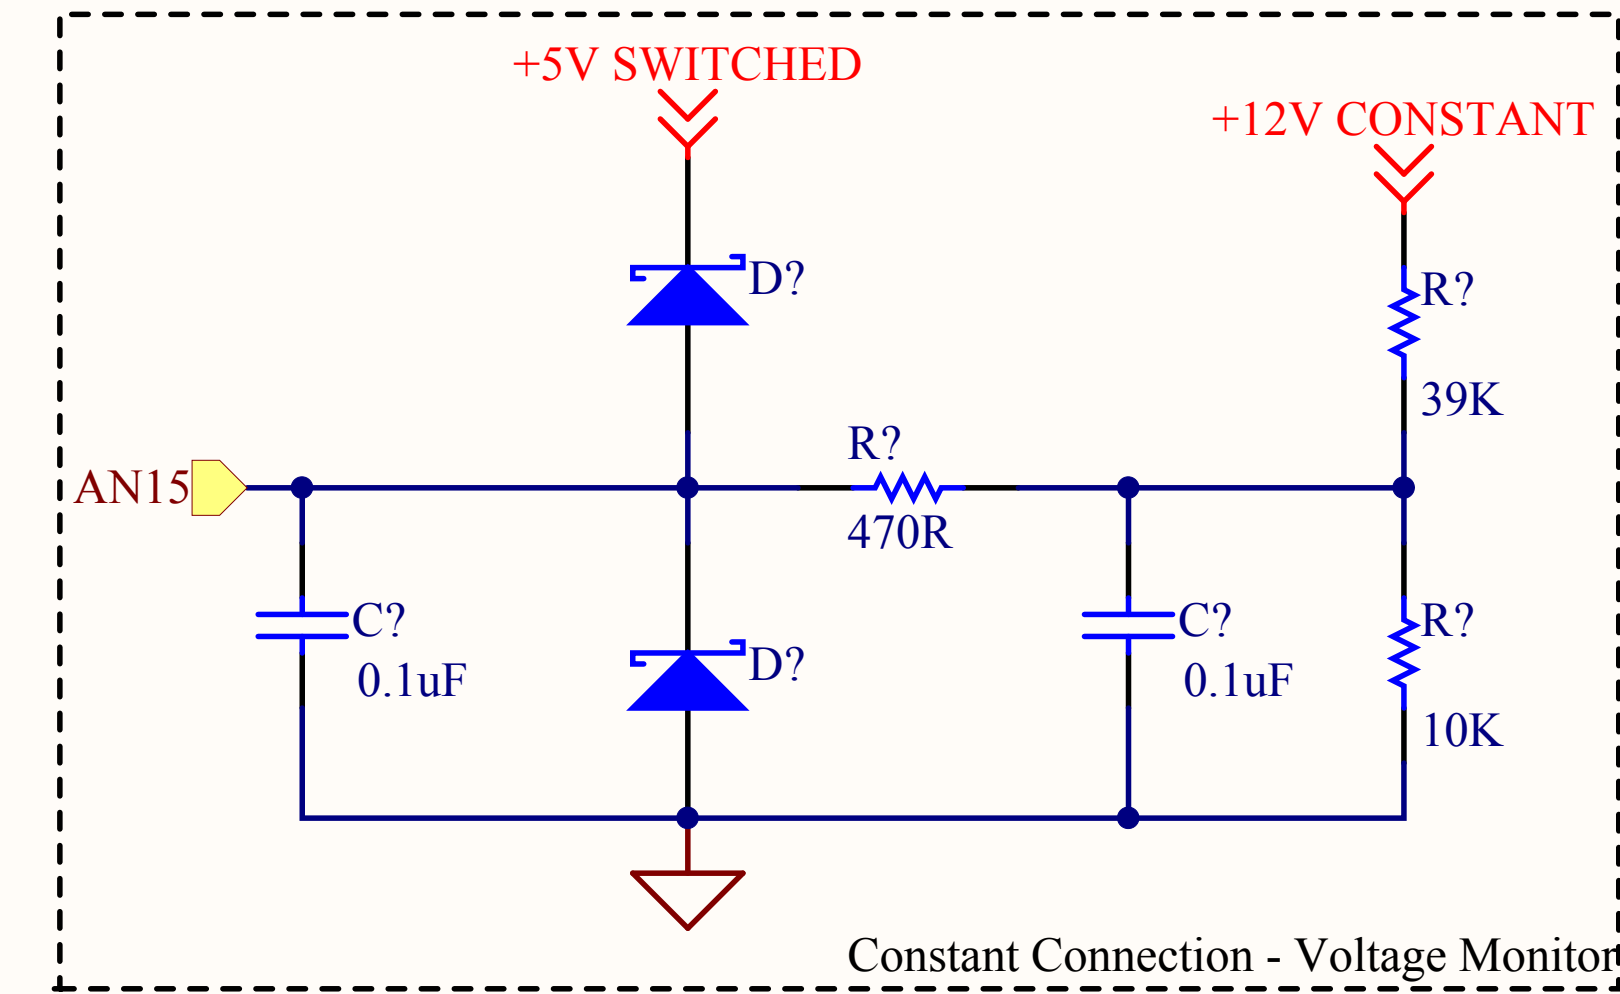 +5V SWITCHED
+12V CONSTANT
D?
R?
39K
R?
AN15
470R
C?
0.1uF
D?
C?
0.1uF
R?
10K
Constant Connection - Voltage Monitor